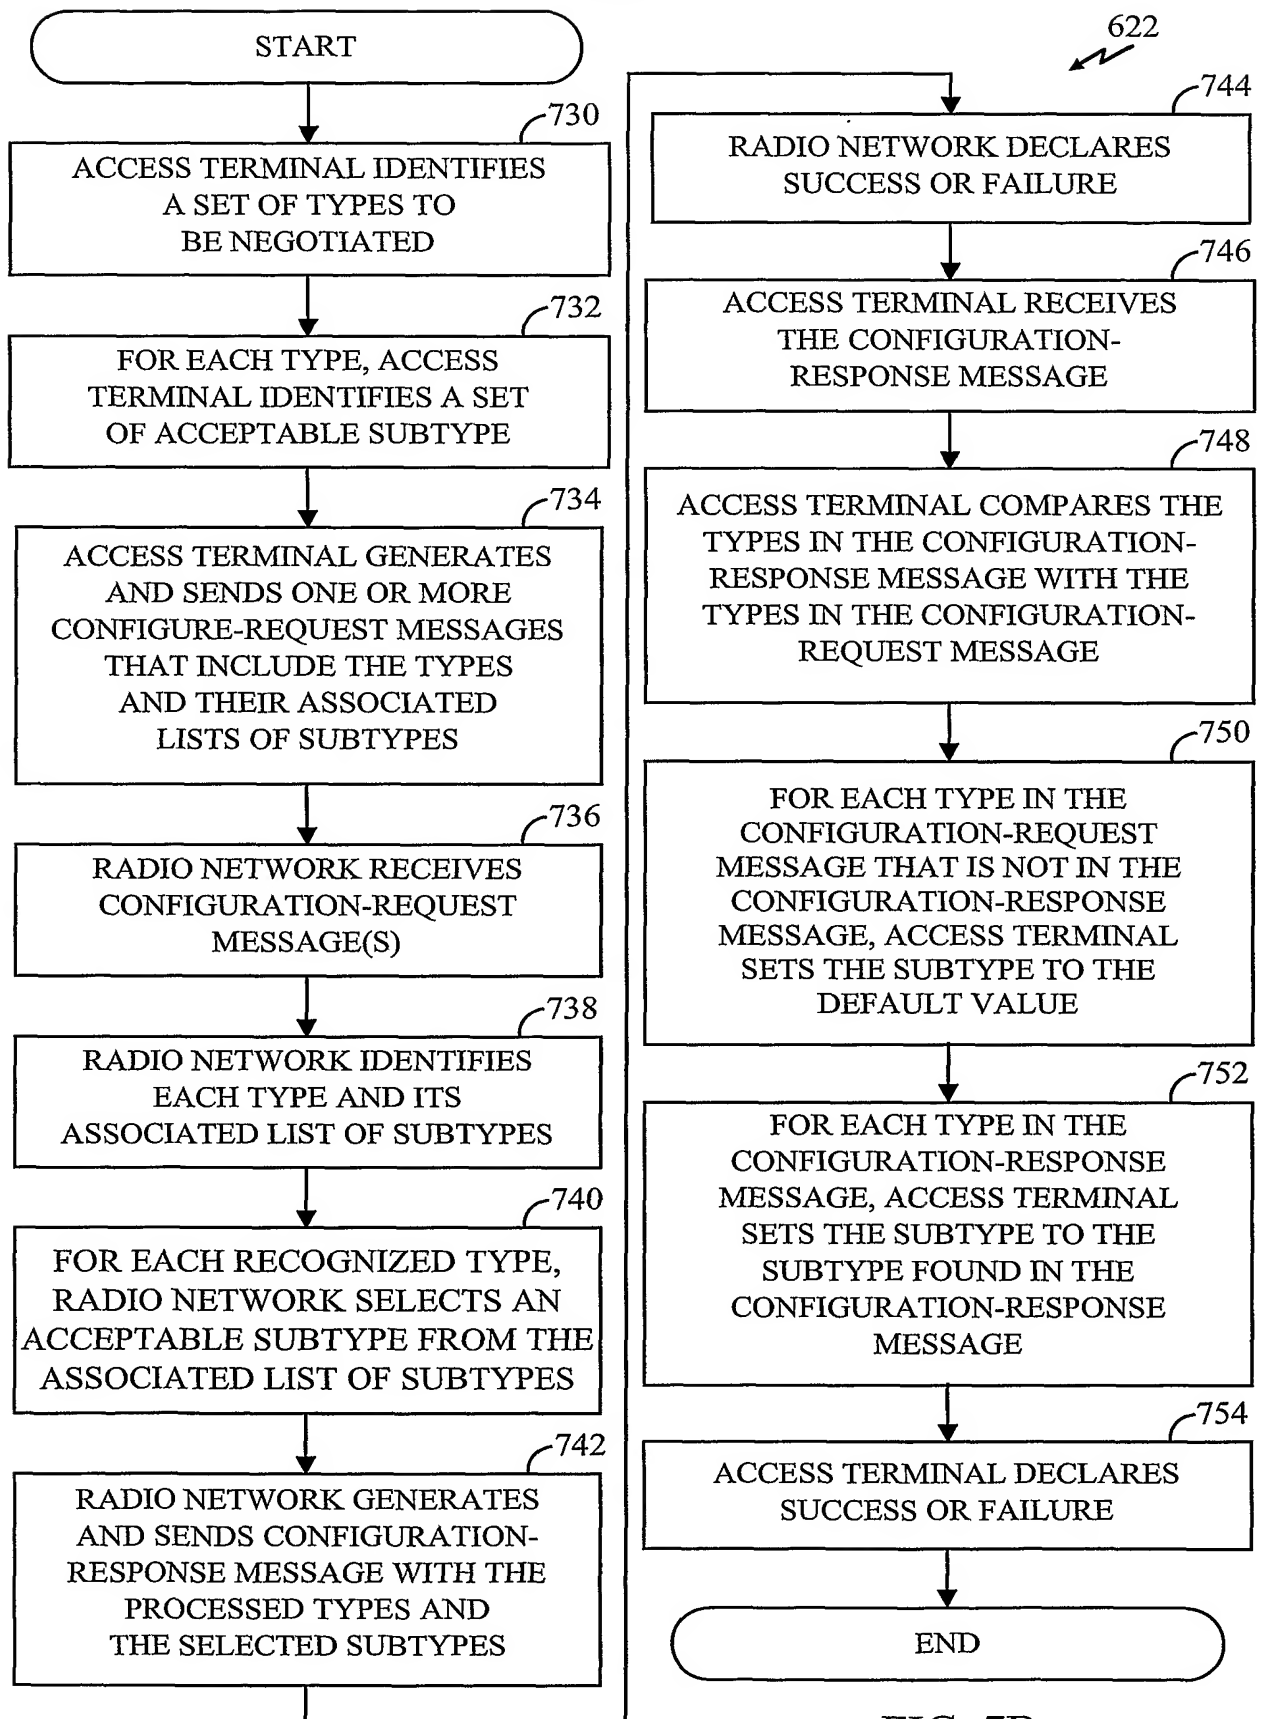 START
730
ACCESS TERMINAL IDENTIFIES
A SET OF TYPES TO
BE NEGOTIATED
732
FOR EACH TYPE, ACCESS
TERMINAL IDENTIFIES A SET
OF ACCEPTABLE SUBTYPE
734
ACCESS TERMINAL GENERATES
AND SENDS ONE OR MORE
CONFIGURE-REQUEST MESSAGES
THAT INCLUDE THE TYPES
AND THEIR ASSOCIATED
LISTS OF SUBTYPES
736
RADIO NETWORK RECEIVES
CONFIGURATION-REQUEST
MESSAGE(S)
738
RADIO NETWORK IDENTIFIES
EACH TYPE AND ITS
ASSOCIATED LIST OF SUBTYPES
740
FOR EACH RECOGNIZED TYPE,
RADIO NETWORK SELECTS AN
ACCEPTABLE SUBTYPE FROM THE
ASSOCIATED LIST OF SUBTYPES
742
RADIO NETWORK GENERATES
AND SENDS CONFIGURATION-
RESPONSE MESSAGE WITH THE
PROCESSED TYPES AND
THE SELECTED SUBTYPES
622
744
RADIO NETWORK DECLARES
SUCCESS OR FAILURE
746
ACCESS TERMINAL RECEIVES
THE CONFIGURATION-
RESPONSE MESSAGE
748
ACCESS TERMINAL COMPARES THE
TYPES IN THE CONFIGURATION-
RESPONSE MESSAGE WITH THE
TYPES IN THE CONFIGURATION-
REQUEST MESSAGE
750
FOR EACH TYPE IN THE
CONFIGURATION-REQUEST
MESSAGE THAT IS NOT IN THE
CONFIGURATION-RESPONSE
MESSAGE, ACCESS TERMINAL
SETS THE SUBTYPE TO THE
DEFAULT VALUE
752
FOR EACH TYPE IN THE
CONFIGURATION-RESPONSE
MESSAGE, ACCESS TERMINAL
SETS THE SUBTYPE TO THE
SUBTYPE FOUND IN THE
CONFIGURATION-RESPONSE
MESSAGE
754
ACCESS TERMINAL DECLARES
SUCCESS OR FAILURE
END